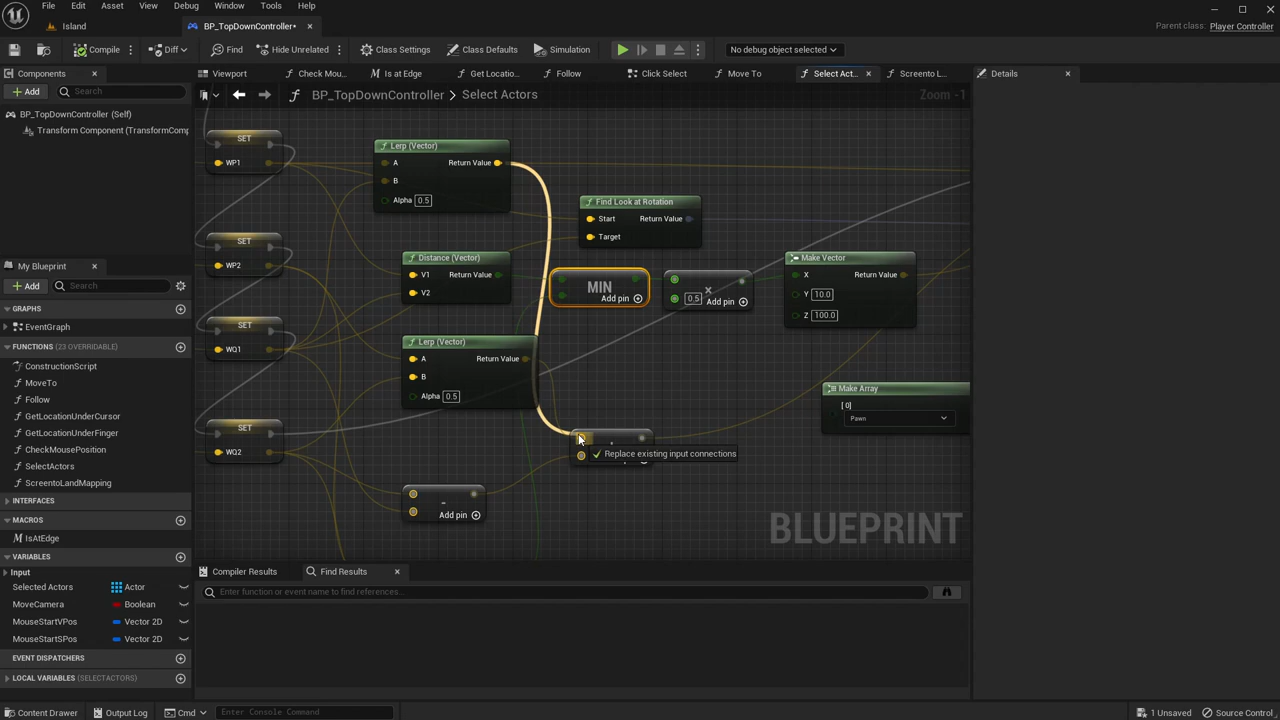 File Edit Asset View Debug Window Tools Help
Island
BP_TopDownController*
Parent class: Player Controller
Compile
Diff
Find
Hide Unrelated
Class Settings
Class Defaults
Simulation
No debug object selected
Components
Viewport
Check Mou...
Is at Edge
Get Locatio...
Follow
Click Select
Move To
Select Act...
Screento L...
Details
Add
Search
BP_TopDownController > Select Actors
Zoom -1
BP_TopDownController (Self)
Transform Component (TransformComp
SET
WP1
Lerp (Vector)
A
Return Value
B
Alpha 0.5
Find Look at Rotation
Start
Return Value
Target
SET
WP2
Distance (Vector)
V1
Return Value
V2
MIN
Add pin
0.5
Add pin
Make Vector
X
Return Value
Y 10.0
Z 100.0
My Blueprint
Add
Search
GRAPHS
EventGraph
FUNCTIONS (23 OVERRIDABLE)
ConstructionScript
MoveTo
Follow
GetLocationUnderCursor
GetLocationUnderFinger
CheckMousePosition
SelectActors
ScreentoLandMapping
INTERFACES
MACROS
IsAtEdge
VARIABLES
Input
Selected Actors Actor
MoveCamera Boolean
MouseStartVPos Vector 2D
MouseStartSPos Vector 2D
EVENT DISPATCHERS
LOCAL VARIABLES (SELECTACTORS)
SET
WQ1
Lerp (Vector)
A
Return Value
B
Alpha 0.5
Make Array
[0]
Pawn
SET
WQ2
Replace existing input connections
-
Add pin
BLUEPRINT
Compiler Results
Find Results
Enter function or event name to find references...
Content Drawer
Output Log
Cmd
Enter Console Command
1 Unsaved
Source Control